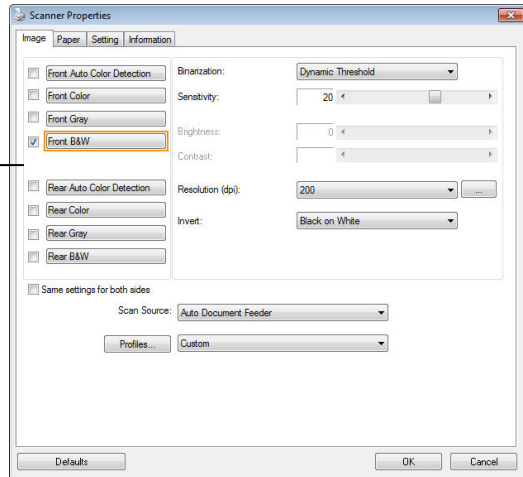 Scanner Properties
Image Paper Setting Information
Front Auto Color Detection
Front Color
Front Gray
Front B&W
Rear Auto Color Detection
Rear Color
Rear Gray
Rear B&W
Binarization: Dynamic Threshold
Sensitivity: 20
Brightness: 0
Contrast:
Resolution (dpi): 200 ...
Invert: Black on White
Same settings for both sides
Scan Source: Auto Document Feeder
Profiles... Custom
Defaults OK Cancel